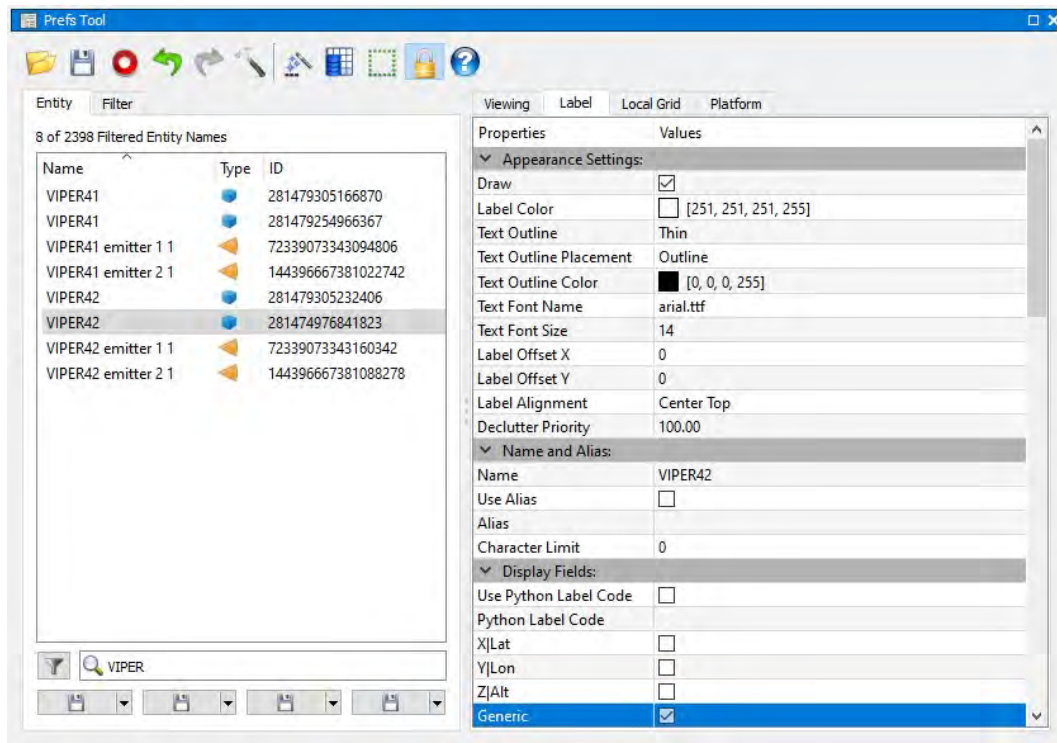 Prefs Tool
Entity Filter
8 of 2398 Filtered Entity Names
Name Type ID
VIPER41 281479305166870
VIPER41 281479254966367
VIPER41 emitter 1 1 72339073343094806
VIPER41 emitter 2 1 144396667381022742
VIPER42 281479305232406
VIPER42 281474976841823
VIPER42 emitter 1 1 72339073343160342
VIPER42 emitter 2 1 144396667381088278
VIPER
Viewing Label Local Grid Platform
Properties Values
Appearance Settings:
Draw
Label Color [251, 251, 251, 255]
Text Outline Thin
Text Outline Placement Outline
Text Outline Color [0, 0, 0, 255]
Text Font Name arial.ttf
Text Font Size 14
Label Offset X 0
Label Offset Y 0
Label Alignment Center Top
Declutter Priority 100.00
Name and Alias:
Name VIPER42
Use Alias
Alias
Character Limit 0
Display Fields:
Use Python Label Code
Python Label Code
X|Lat
Y|Lon
Z|Alt
Generic